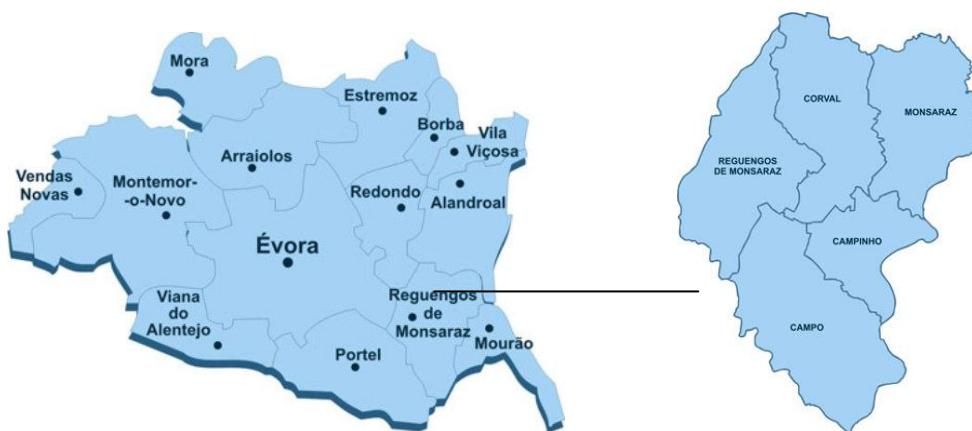 Mora
Estremoz
Borba
Vila
Viçosa
Arraiolos
Vendas
Novas
Montemor-
-o-Novo
Redondo
Alandroal
Évora
Viana
do
Alentejo
Reguengos
de
Monsaraz
Mourão
Portel
CORVAL
MONSARAZ
REGUENGOS
DE MONSARAZ
CAMPINHO
CAMPO